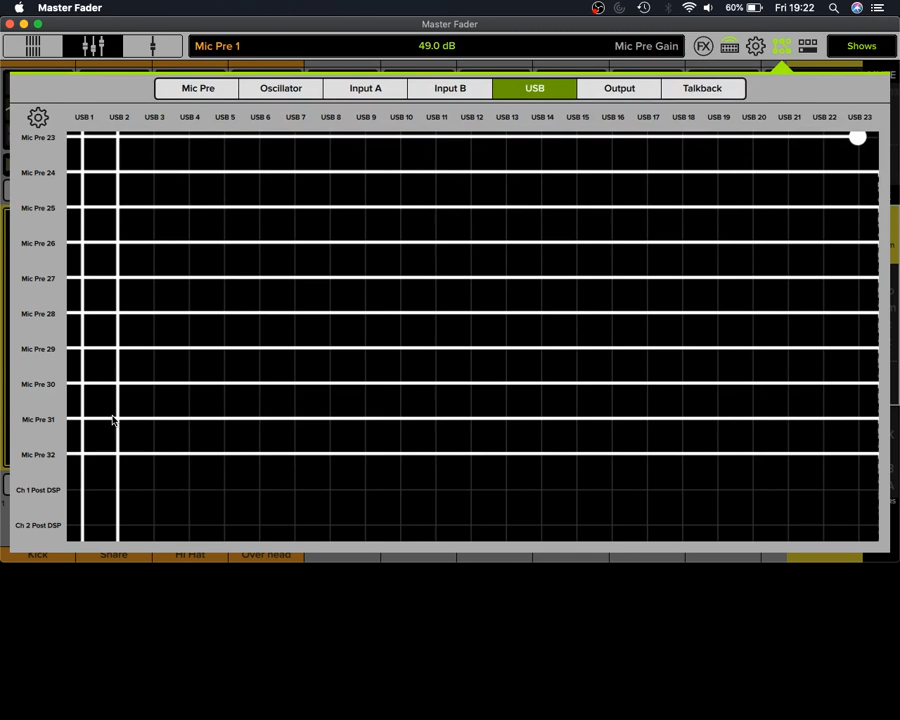 Master Fader
60%
Fri 19:22
Master Fader
Mic Pre 1
49.0 dB
Mic Pre Gain
FX
Shows
Mic Pre
Oscillator
Input A
Input B
USB
Output
Talkback
USB 1 USB 2 USB 3 USB 4 USB 5 USB 6 USB 7 USB 8 USB 9 USB 10 USB 11 USB 12 USB 13 USB 14 USB 15 USB 16 USB 17 USB 18 USB 19 USB 20 USB 21 USB 22 USB 23
Mic Pre 23
Mic Pre 24
Mic Pre 25
Mic Pre 26
Mic Pre 27
Mic Pre 28
Mic Pre 29
Mic Pre 30
Mic Pre 31
Mic Pre 32
Ch 1 Post DSP
Ch 2 Post DSP
Kick
Snare
Hi Hat
Over head